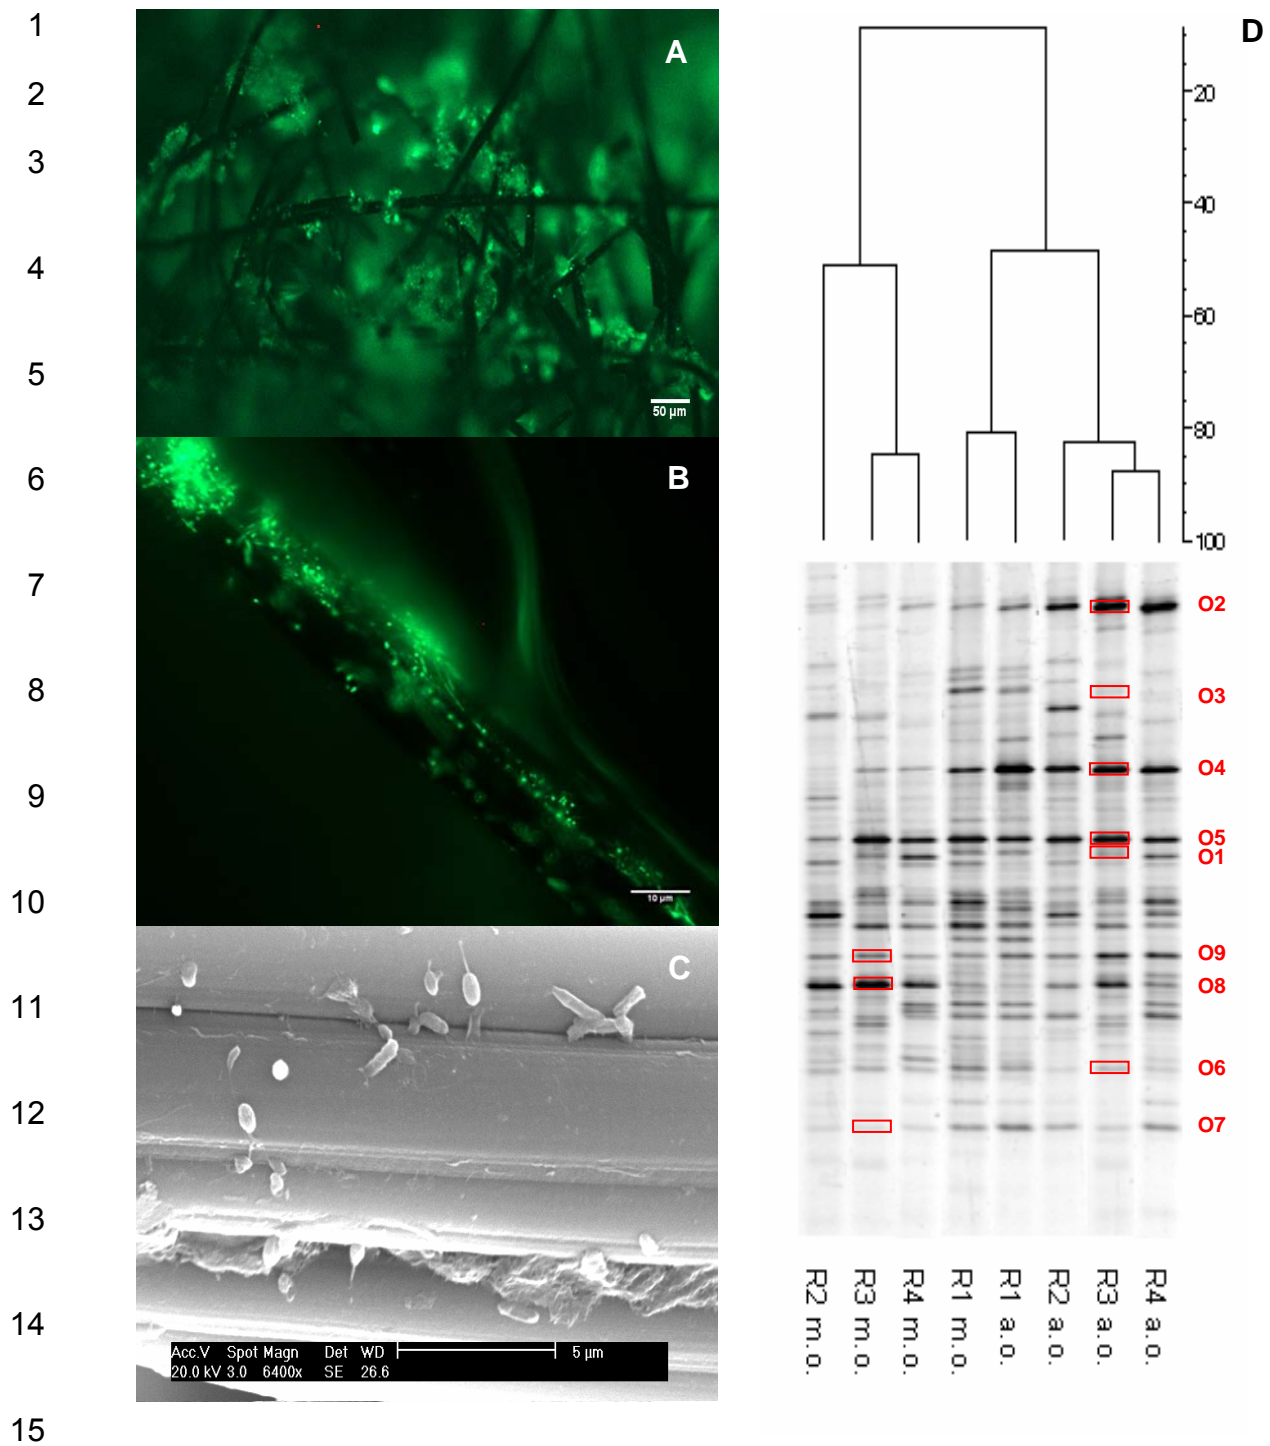 1
2
3
4
5
6
7
8
9
10
11
12
13
14
15
A
50 µm
B
10 µm
C
Acc.V Spot Magn Det WD 5 µm
20.0 kV 3.0 6400x SE 26.6
D
20
40
60
80
100
O2
O3
O4
O5
O1
O9
O8
O6
O7
R2 m.o.
R3 m.o.
R4 m.o.
R1 m.o.
R1 a.o.
R2 a.o.
R3 a.o.
R4 a.o.